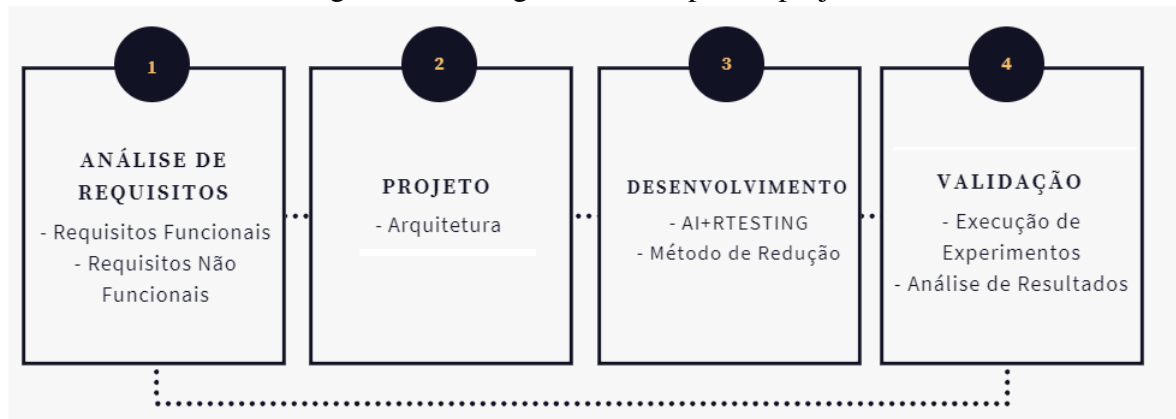 1
ANÁLISE DE
REQUISITOS
- Requisitos Funcionais
- Requisitos Não
Funcionais
2
PROJETO
- Arquitetura
3
DESENVOLVIMENTO
- AI+RTESTING
- Método de Redução
4
VALIDAÇÃO
- Execução de
Experimentos
- Análise de Resultados